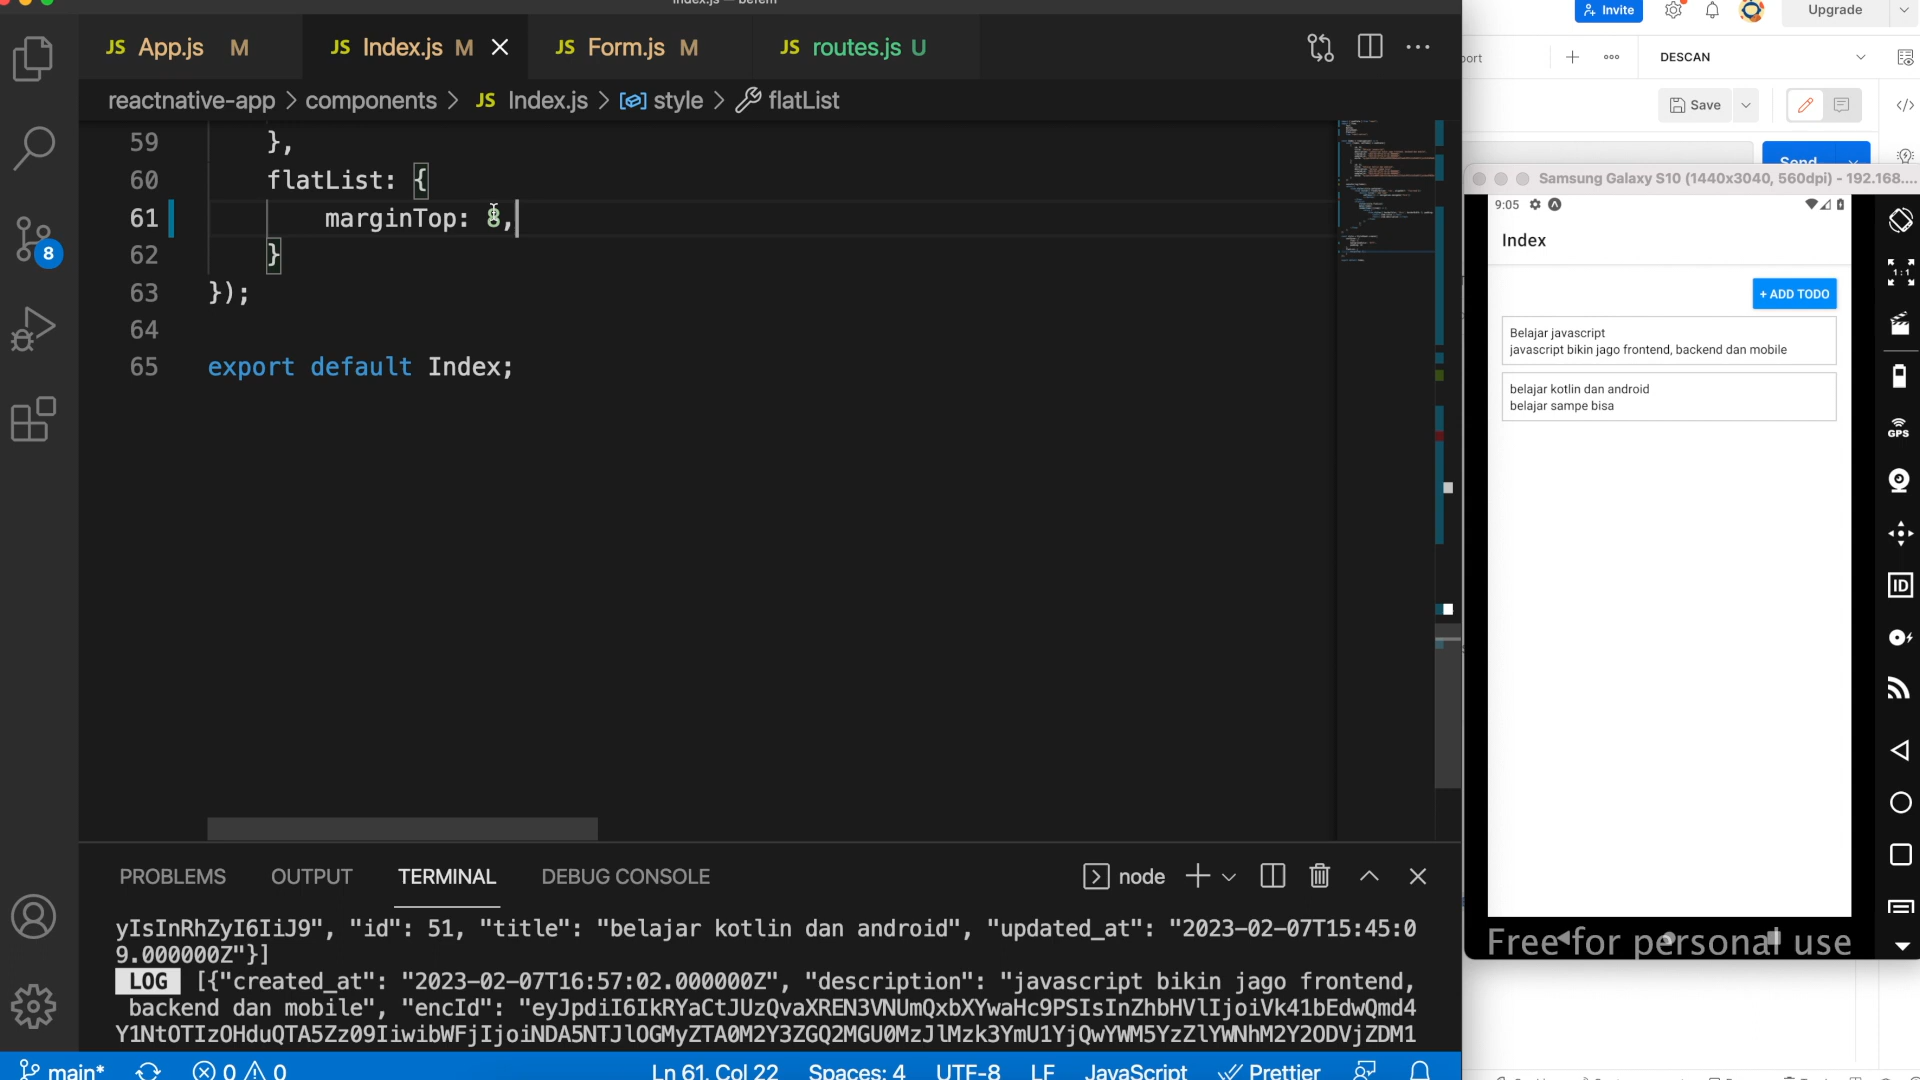 JS App.js M
JS Index.js M
JS Form.js M
JS routes.js U
reactnative-app > components > JS Index.js > style > flatList
59 },
60 flatList: {
61 marginTop: 8,
62 }
63 });
64
65 export default Index;
8
PROBLEMS OUTPUT TERMINAL DEBUG CONSOLE
node
yIsInRhZyI6IiJ9", "id": 51, "title": "belajar kotlin dan android", "updated_at": "2023-02-07T15:45:0
9.000000Z"}]
LOG [{"created_at": "2023-02-07T16:57:02.000000Z", "description": "javascript bikin jago frontend,
backend dan mobile", "encId": "eyJpdiI6IkRYaCtJUzQvaXREN3VNUmQxbXYwaHc9PSIsInZhbHVlIjoiVk41bEdwQmd4
Y1NtOTIzOHduQTA5Zz09IiwibWFjIjoiNDA5NTJlOGMyZTA0M2Y3ZGQ2MGU0MzJlMzk3YmU1YjQwYWM5YzZlYWNhM2Y2ODVjZDM1
main* 0 0 Ln 61, Col 22 Spaces: 4 UTF-8 LF JavaScript Prettier
Invite
Upgrade
DESCAN
Save
Send
Samsung Galaxy S10 (1440x3040, 560dpi) - 192.168....
9:05
Index
+ ADD TODO
Belajar javascript
javascript bikin jago frontend, backend dan mobile
belajar kotlin dan android
belajar sampe bisa
1:1
GPS
ID
Free for personal use